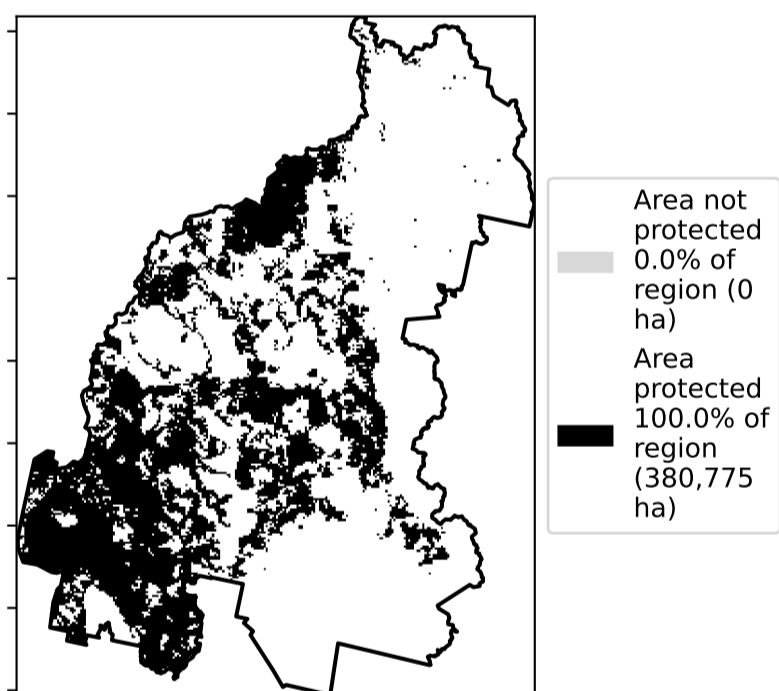 Area not
protected
0.0% of
region (0
ha)
Area
protected
100.0% of
region
(380,775
ha)